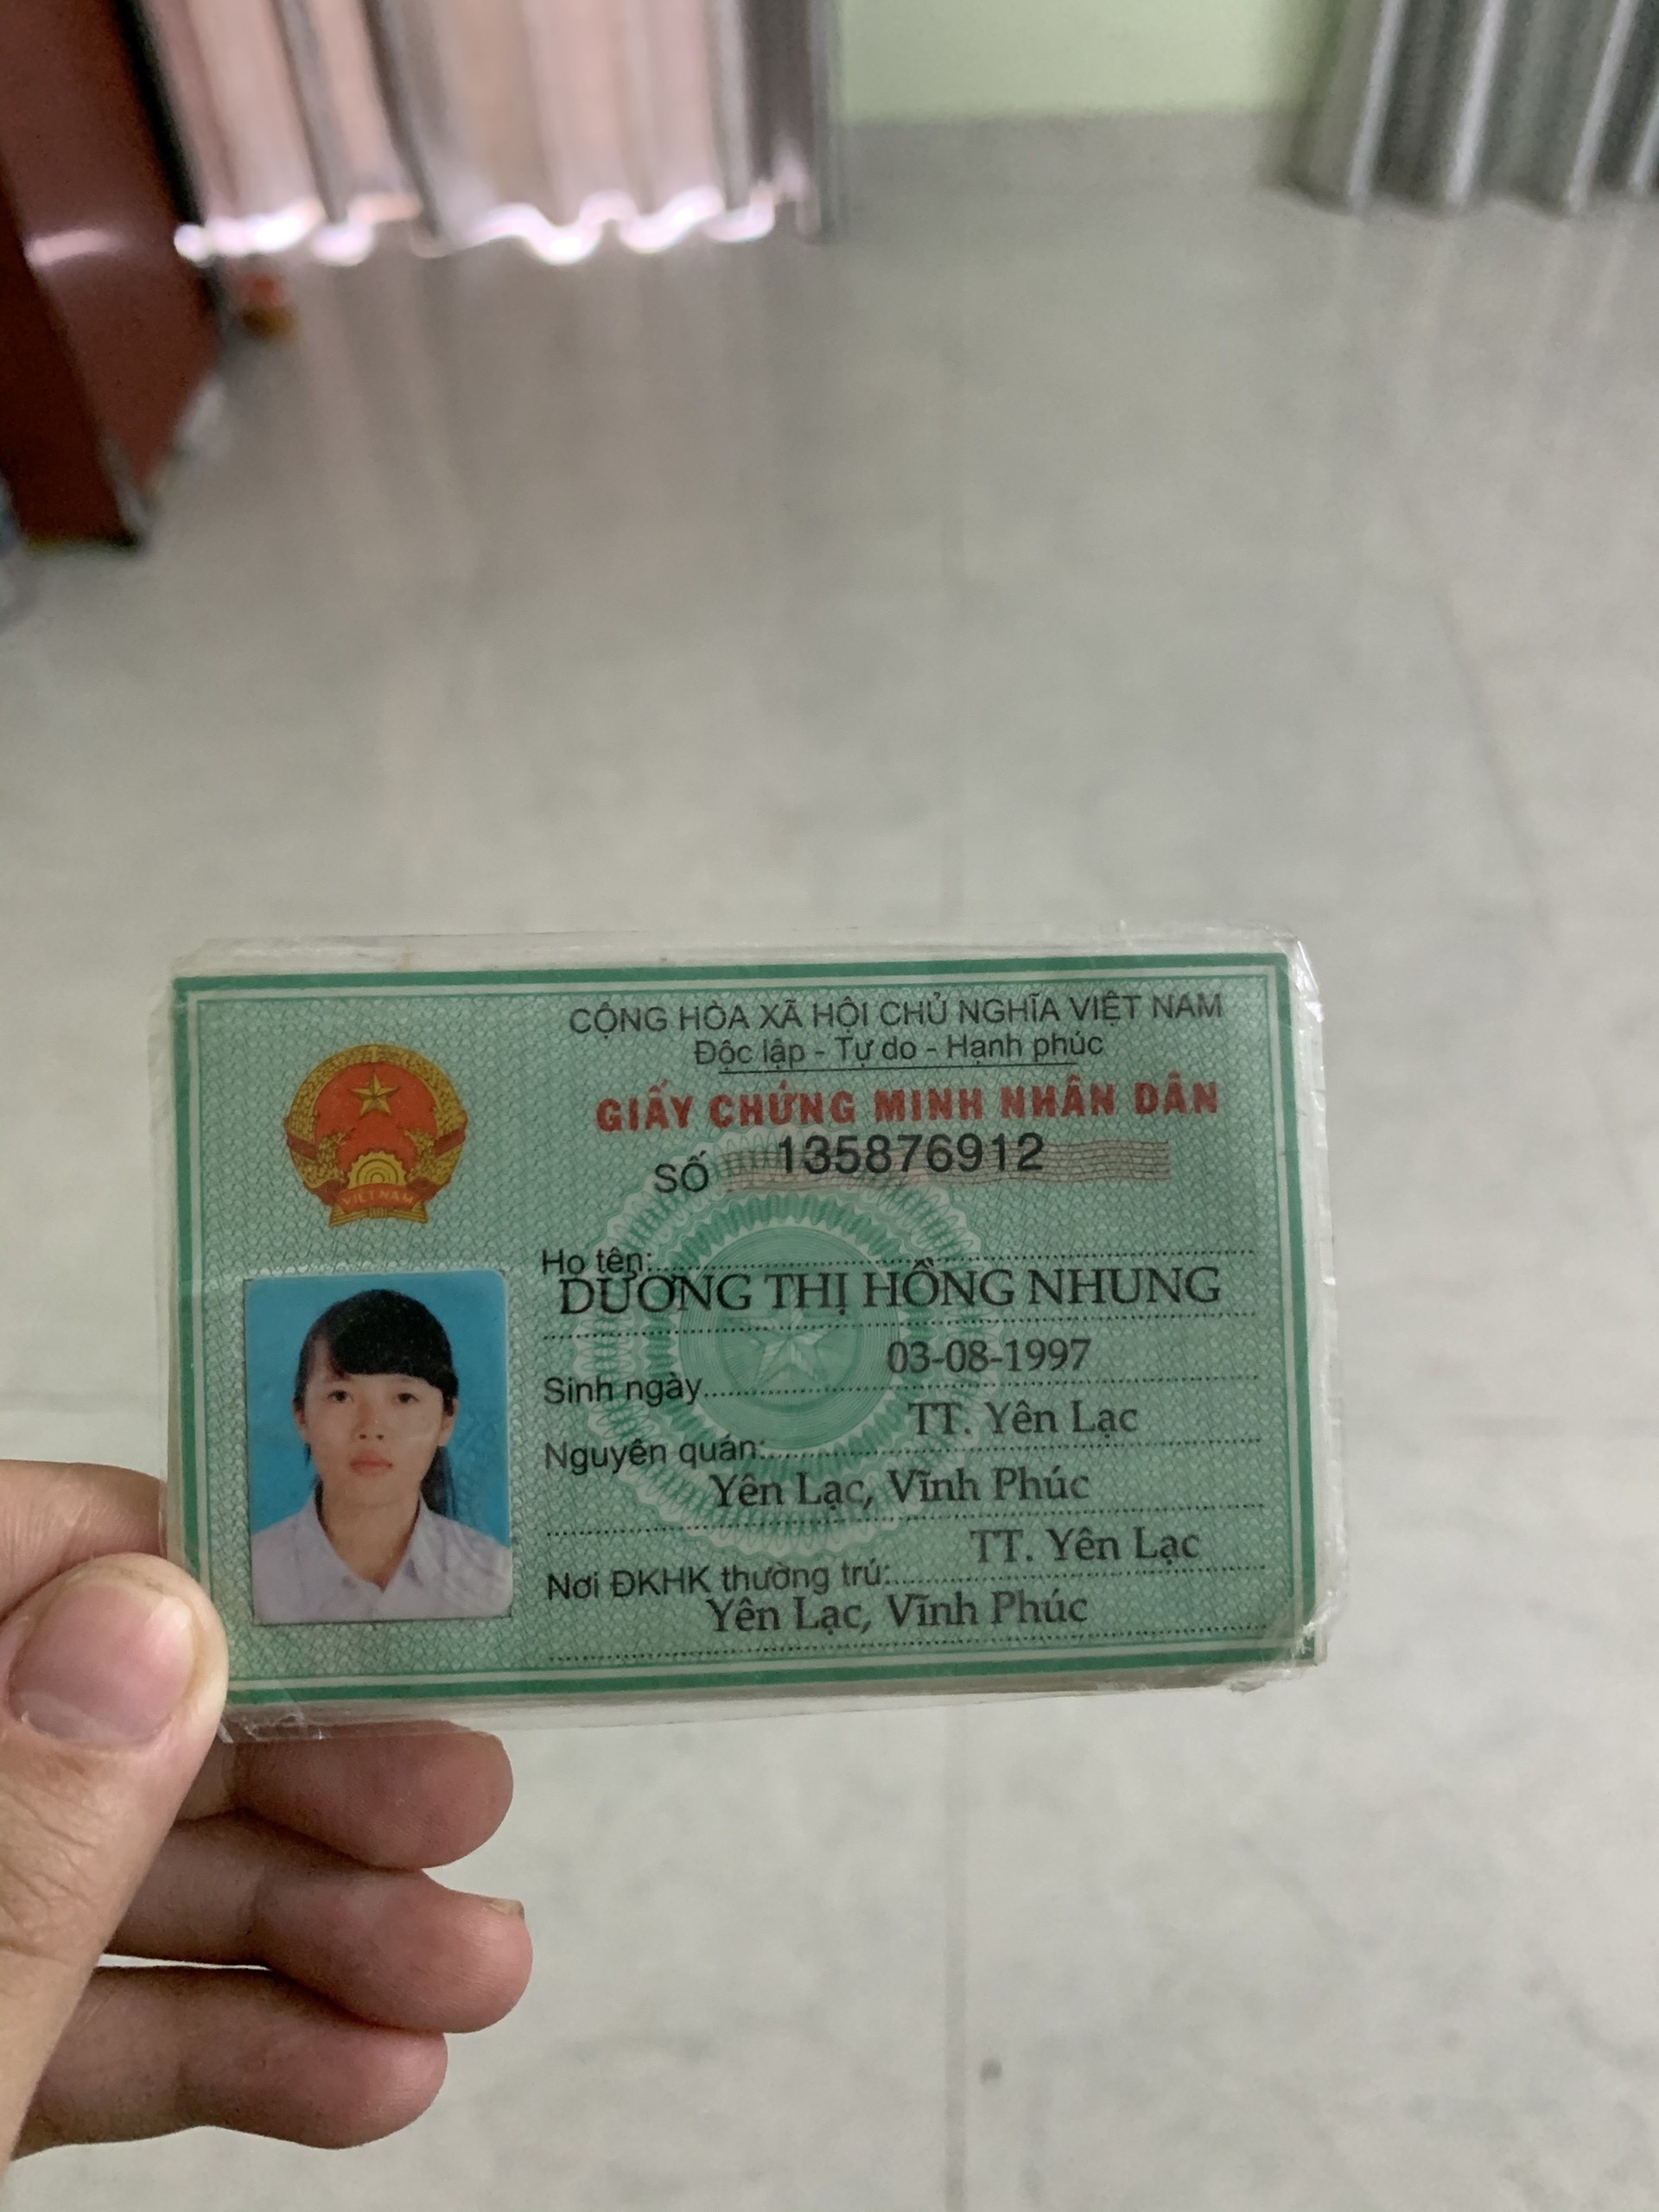 CỘNG HÒA XÃ HỘI CHỦ NGHĨA VIỆT NAM
Độc lập - Tự do - Hạnh phúc
GIẤY CHỨNG MINH NHÂN DÂN
SỐ 135876912
VIỆT NAM
Họ tên:
DƯƠNG THỊ HỒNG NHUNG
03-08-1997
Sinh ngày
TT. Yên Lạc
Nguyên quán:
Yên Lạc, Vĩnh Phúc
TT. Yên Lạc
Nơi ĐKHK thường trú:
Yên Lạc, Vĩnh Phúc